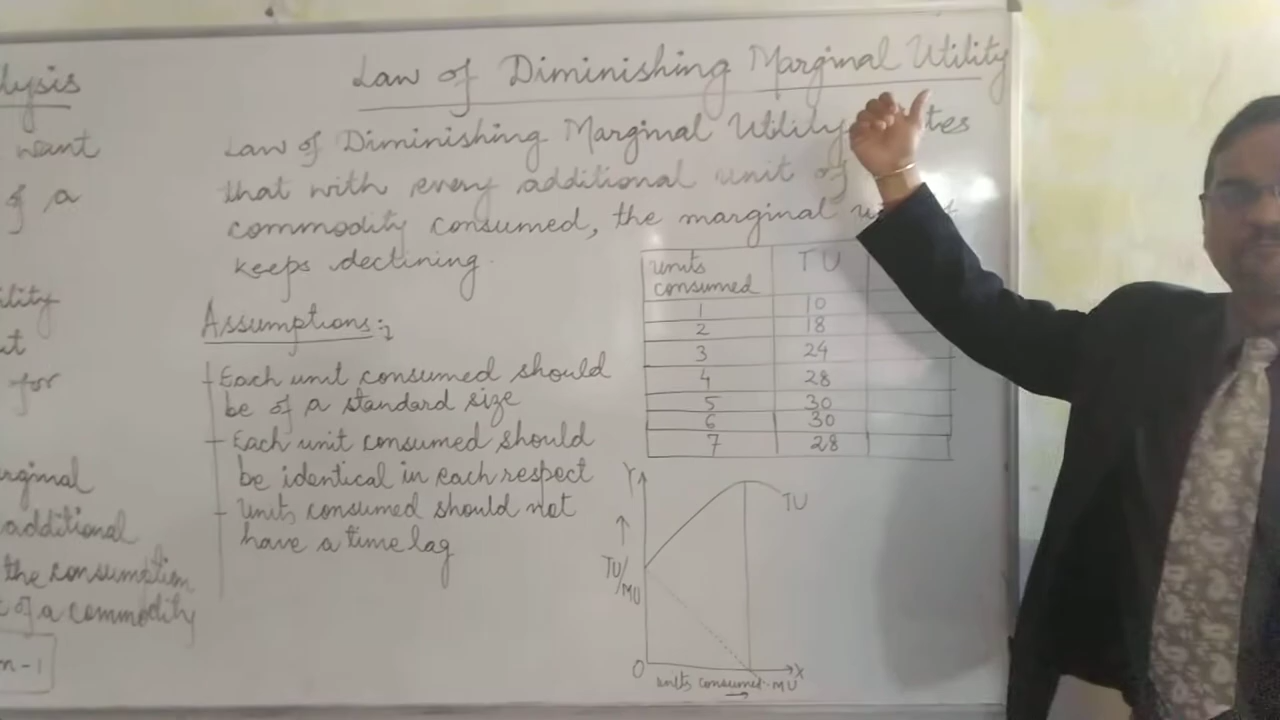 lysis
want
of a
ility
for
rginal
additional
the consumption
of a commodity
n-1
Law of Diminishing Marginal Utility
Law of Diminishing Marginal Utility tes
that with every additional unit of
commodity consumed, the marginal
keeps declining.
Assumptions:
Each unit consumed should
be of a standard size
Each unit consumed should
be identical in each respect
Units consumed should not
have a time lag
units consumed TU
1 10
2 18
3 24
4 28
5 30
6 30
7 28
Y
TU
TU/MU
O X
units consumed MU